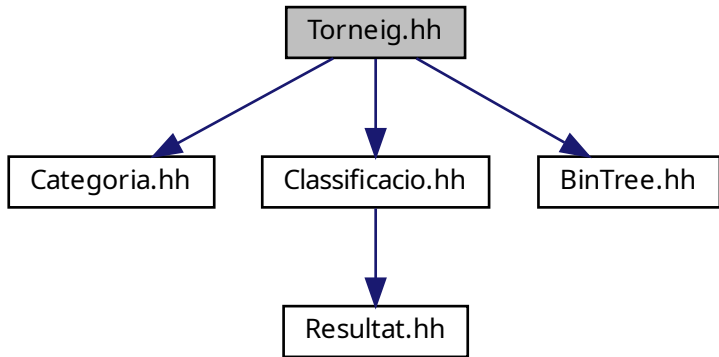 Torneig.hh
Categoria.hh
Classificacio.hh
BinTree.hh
Resultat.hh